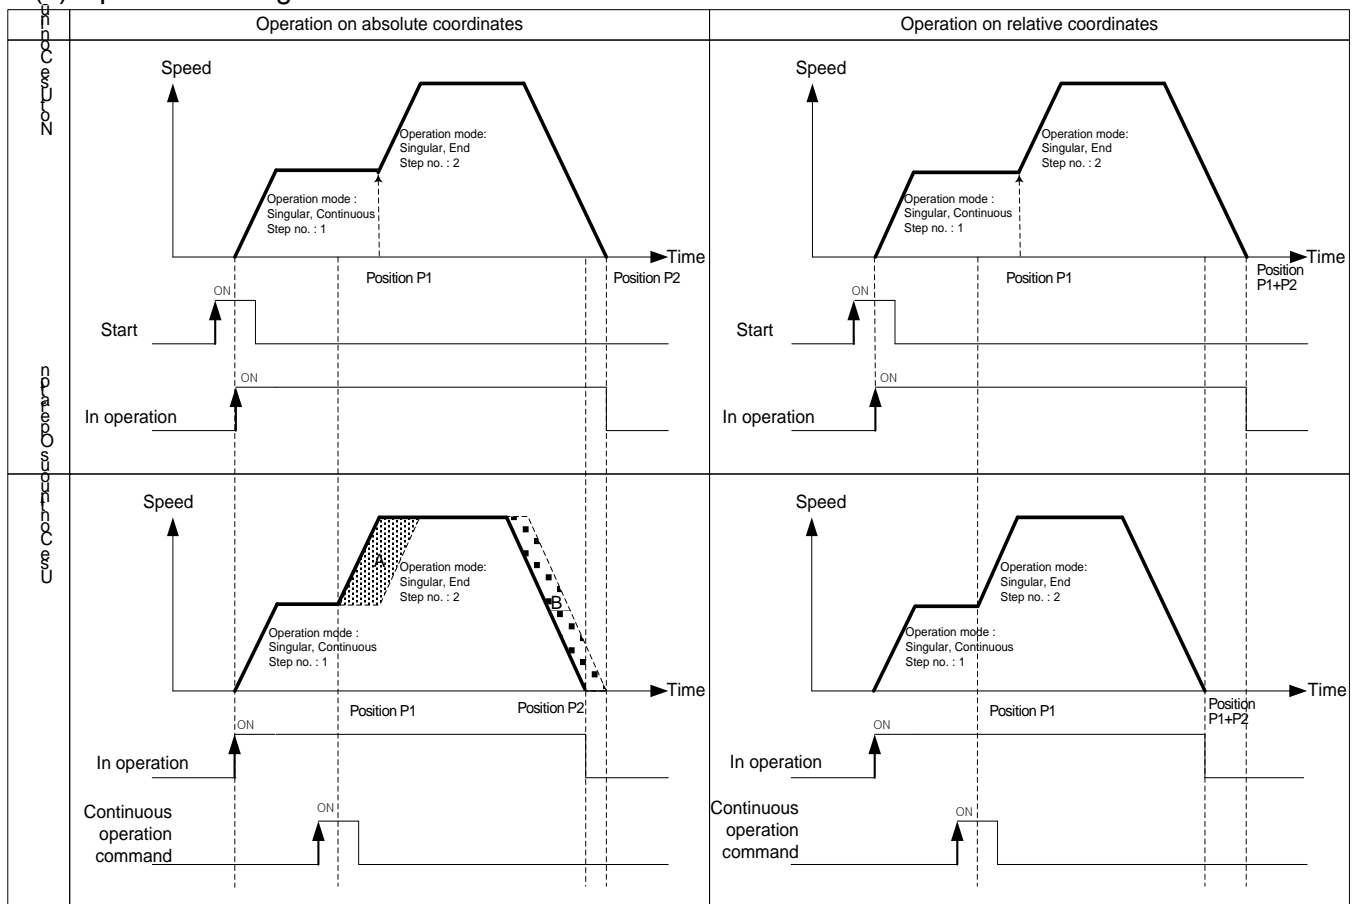 Operation on absolute coordinates
Operation on relative coordinates
Speed
Operation mode:
Singular, End
Step no. : 2
Operation mode :
Singular, Continuous
Step no. : 1
Time
Position P1
Position P2
ON
Start
ON
In operation
Speed
Operation mode:
Singular, End
Step no. : 2
Operation mode :
Singular, Continuous
Step no. : 1
Time
Position P1
Position
P1+P2
ON
Start
ON
In operation
Speed
A
Operation mode:
Singular, End
Step no. : 2
B
Operation mode :
Singular, Continuous
Step no. : 1
Time
Position P1
Position P2
ON
In operation
ON
Continuous
operation
command
Speed
Operation mode:
Singular, End
Step no. : 2
Operation mode :
Singular, Continuous
Step no. : 1
Time
Position P1
Position
P1+P2
ON
In operation
ON
Continuous
operation
command